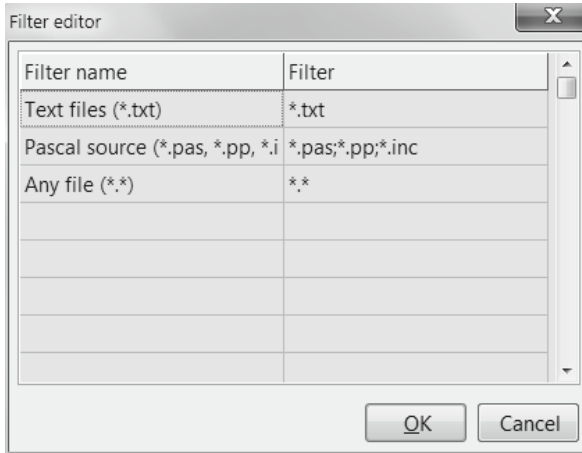 Filter editor
Filter name Filter
Text files (*.txt) *.txt
Pascal source (*.pas, *.pp, *.i *.pas;*.pp;*.inc
Any file (*.*) *.*
OK Cancel